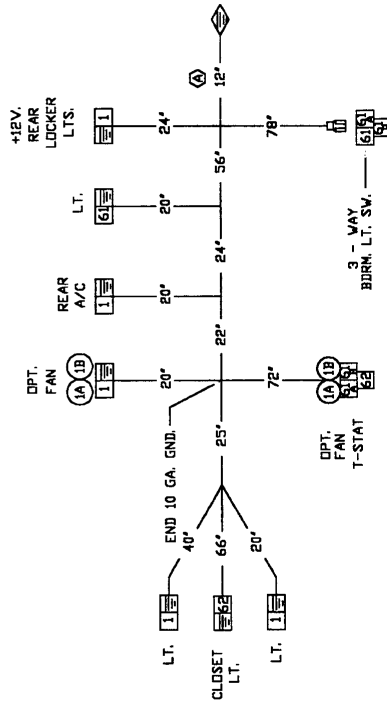 +12V.
REAR
LOCKER
LTS.
1
24"
A
12"
56"
78"
3 - WAY
BDRM. LT. SW.
61
61
A
61
B
LT.
61
20"
24"
REAR
A/C
1
20"
22"
OPT.
FAN
1A
1B
1
20"
END 10 GA. GND.
72"
OPT.
FAN
T-STAT
1A
1B
61
61
62
25"
40"
66"
20"
1
LT.
62
CLOSET
LT.
1
LT.